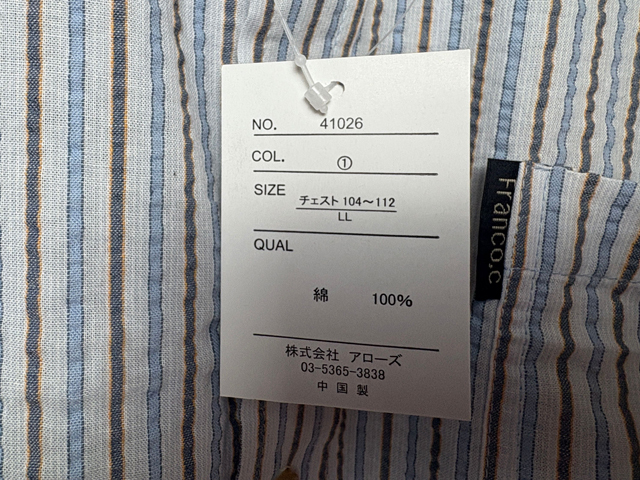 NO. 41026
COL. ①
SIZE チェスト 104～112
LL
QUAL
綿 100%
株式会社 アローズ
03-5365-3838
中国製
Franco.c